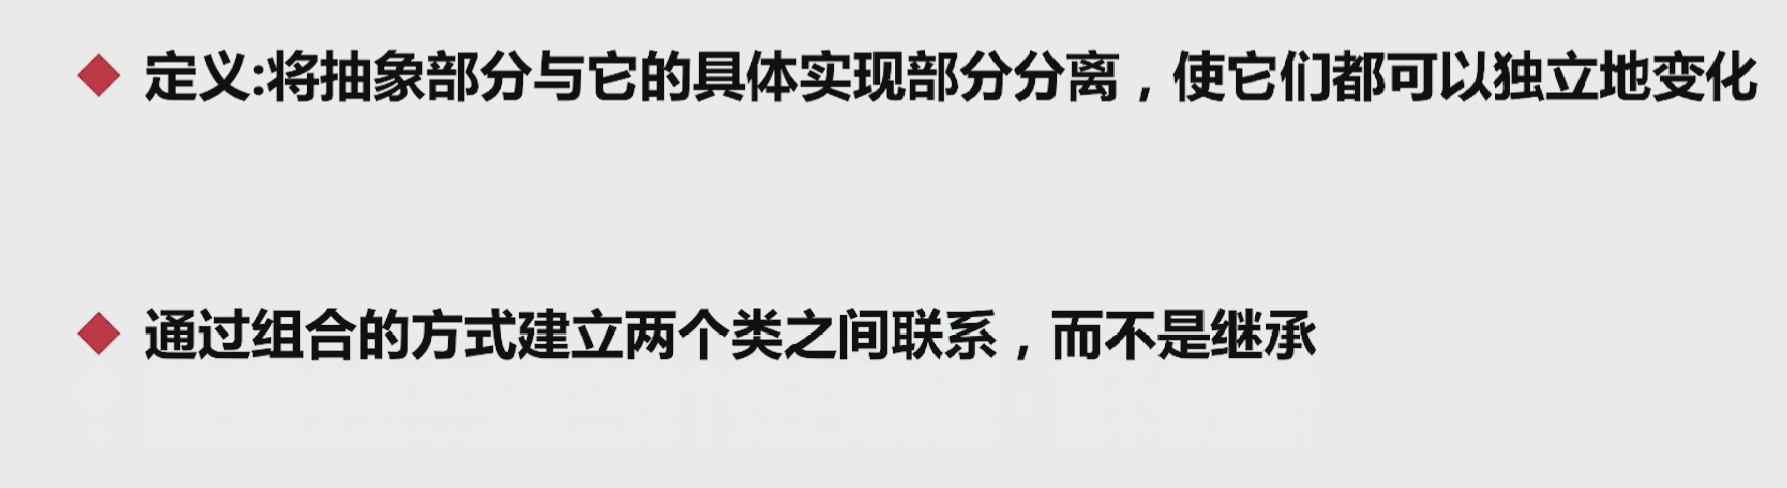 定义:将抽象部分与它的具体实现部分分离，使它们都可以独立地变化
通过组合的方式建立两个类之间联系，而不是继承